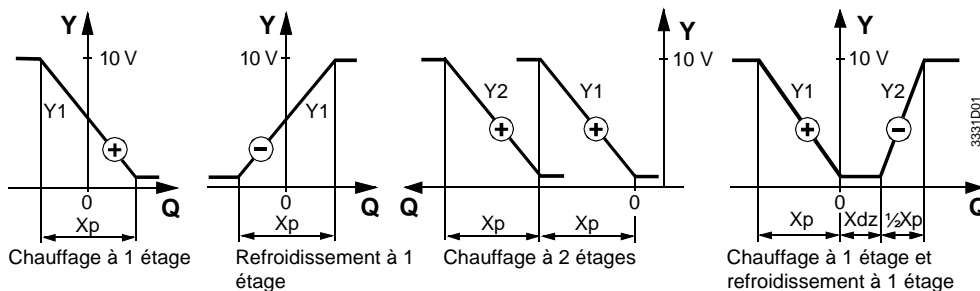 Y
10 V
Y1
+
0
Q
Xp
Chauffage à 1 étage
Y
10 V
Y1
−
0
Q
Xp
Refroidissement à 1
étage
Y
10 V
Y2
Y1
+
+
Q
0
Xp
Xp
Chauffage à 2 étages
Y
10 V
Y1
Y2
+
−
0
Q
Xp
Xdz
½Xp
Chauffage à 1 étage et
refroidissement à 1 étage
3331D01